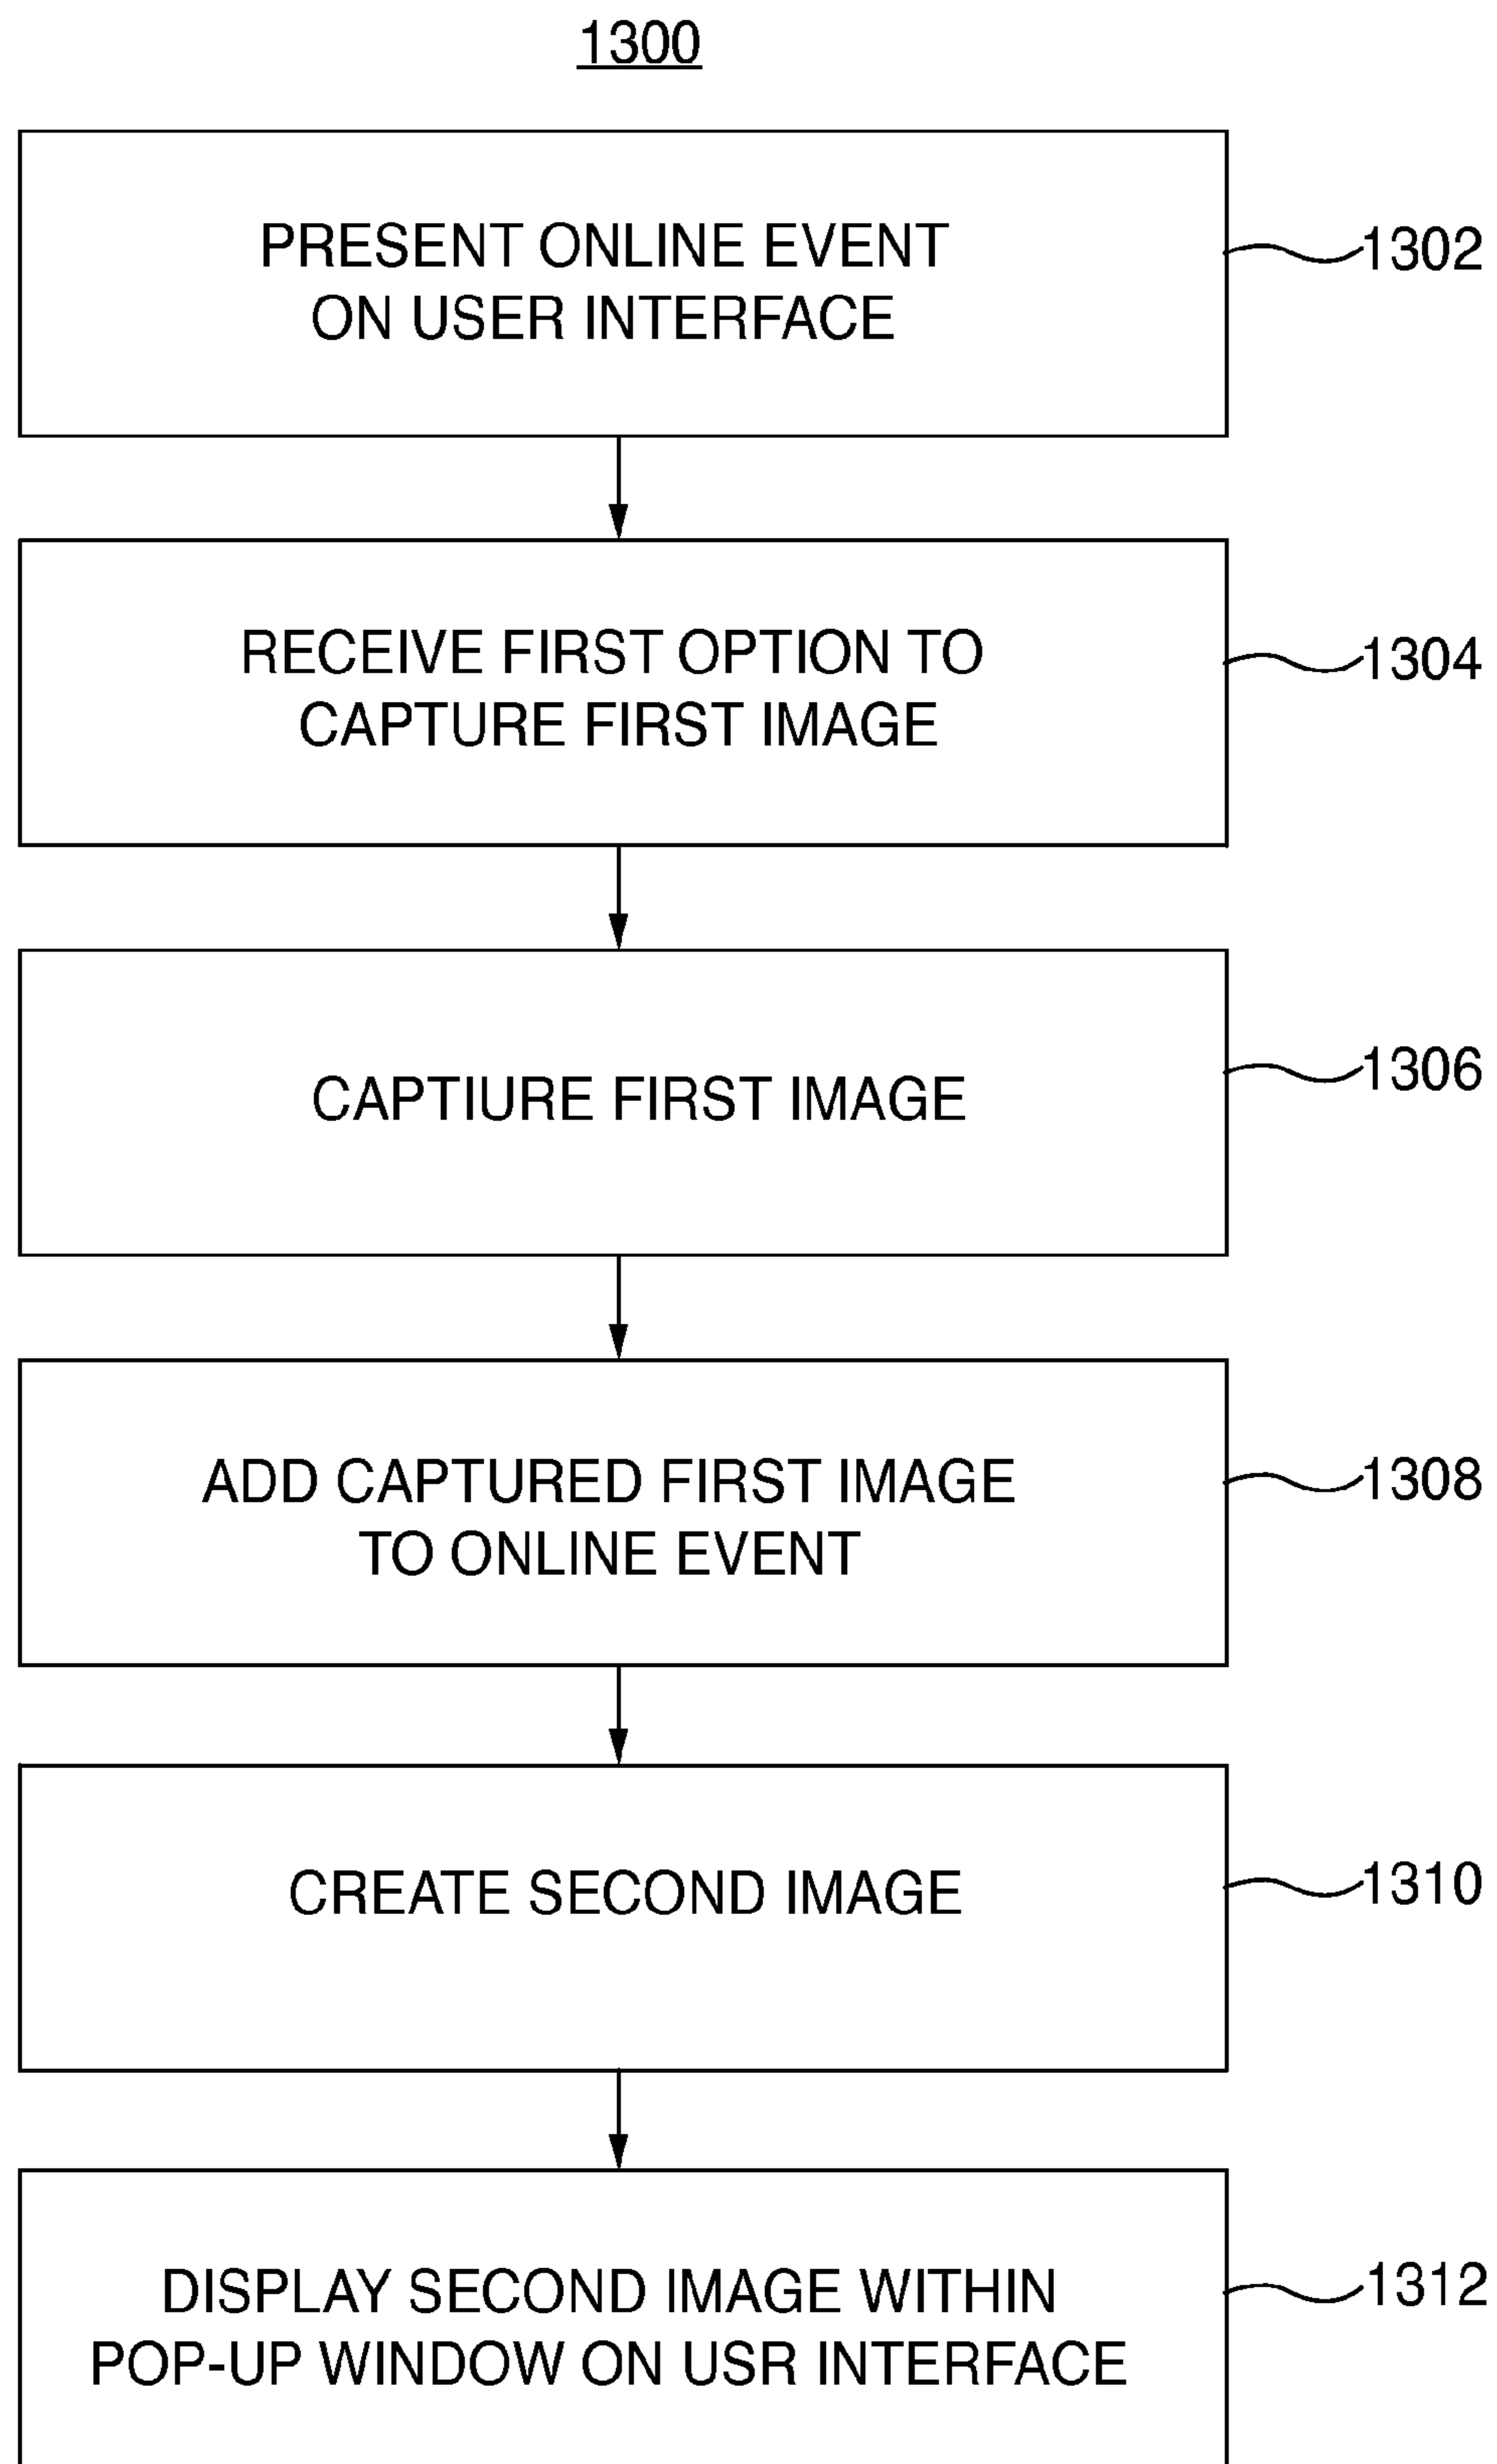 1300
PRESENT ONLINE EVENT
ON USER INTERFACE
1302
RECEIVE FIRST OPTION TO
CAPTURE FIRST IMAGE
1304
CAPTIURE FIRST IMAGE
1306
ADD CAPTURED FIRST IMAGE
TO ONLINE EVENT
1308
CREATE SECOND IMAGE
1310
DISPLAY SECOND IMAGE WITHIN
POP-UP WINDOW ON USR INTERFACE
1312